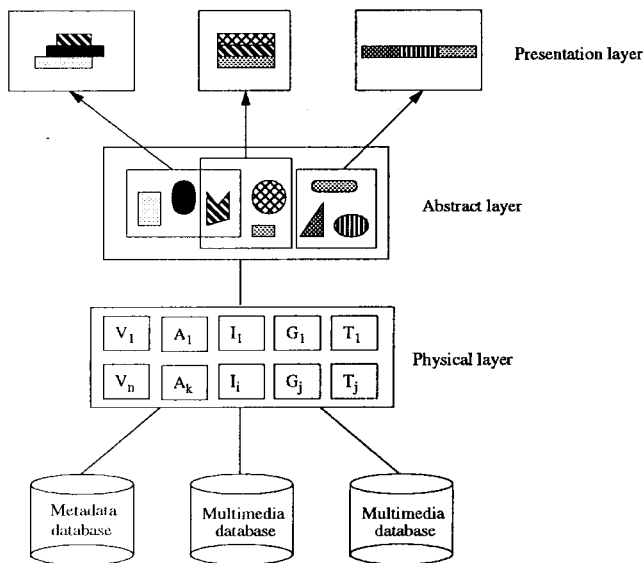 Presentation layer
Abstract layer
V₁ A₁ I₁ G₁ T₁
Physical layer
Vₙ Aₖ Iᵢ Gⱼ Tⱼ
Metadata
database
Multimedia
database
Multimedia
database